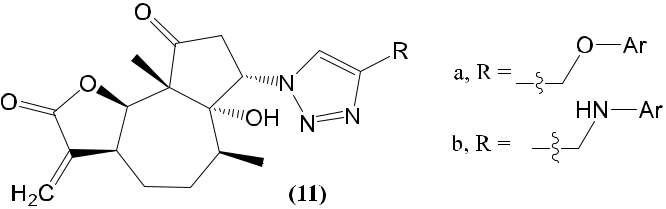 O
R
a, R =
O—Ar
O
O
N
OH
N
N
HN—Ar
b, R =
H₂C
(11)